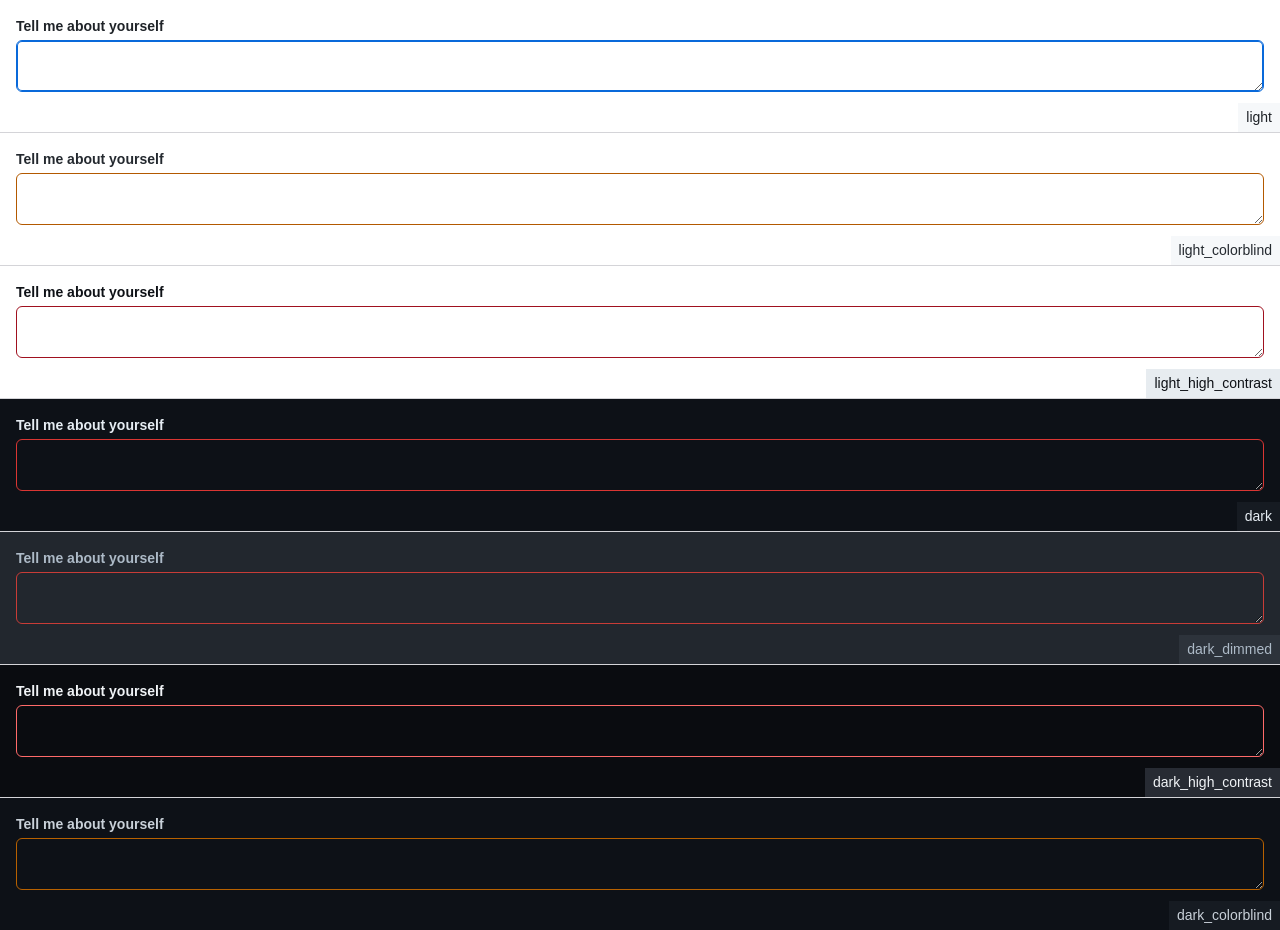 Tell me about yourself
light
Tell me about yourself
light_colorblind
Tell me about yourself
light_high_contrast
Tell me about yourself
dark
Tell me about yourself
dark_dimmed
Tell me about yourself
dark_high_contrast
Tell me about yourself
dark_colorblind